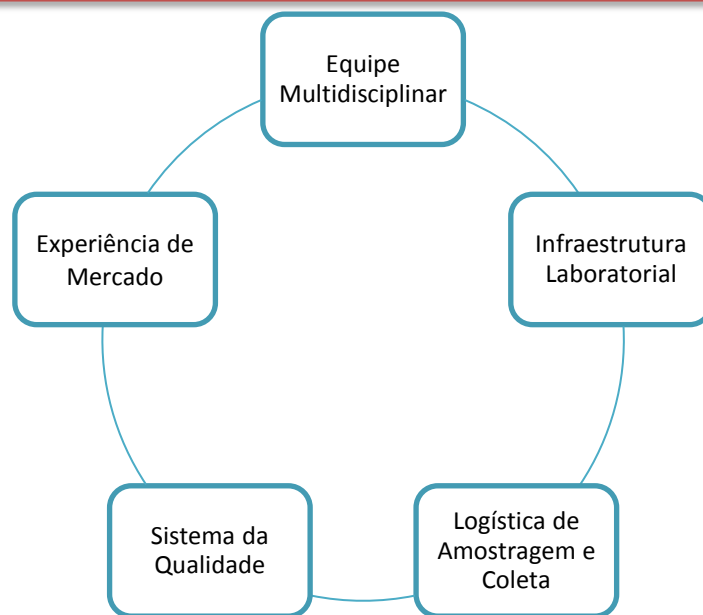 Equipe
Multidisciplinar
Infraestrutura
Laboratorial
Logística de
Amostragem e
Coleta
Sistema da
Qualidade
Experiência de
Mercado